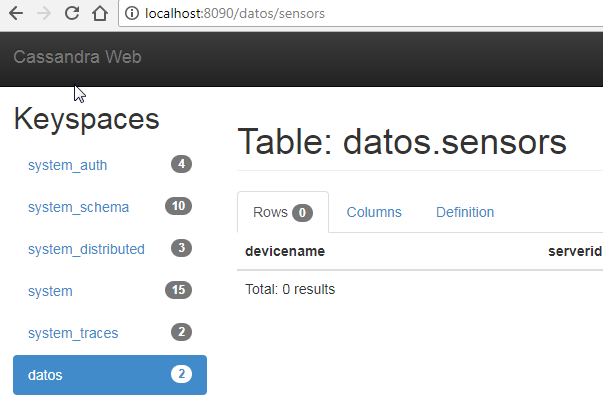 localhost:8090/datos/sensors
Cassandra Web
Keyspaces
system_auth 4
system_schema 10
system_distributed 3
system 15
system_traces 2
datos 2
Table: datos.sensors
Rows 0 Columns Definition
devicename serverid
Total: 0 results